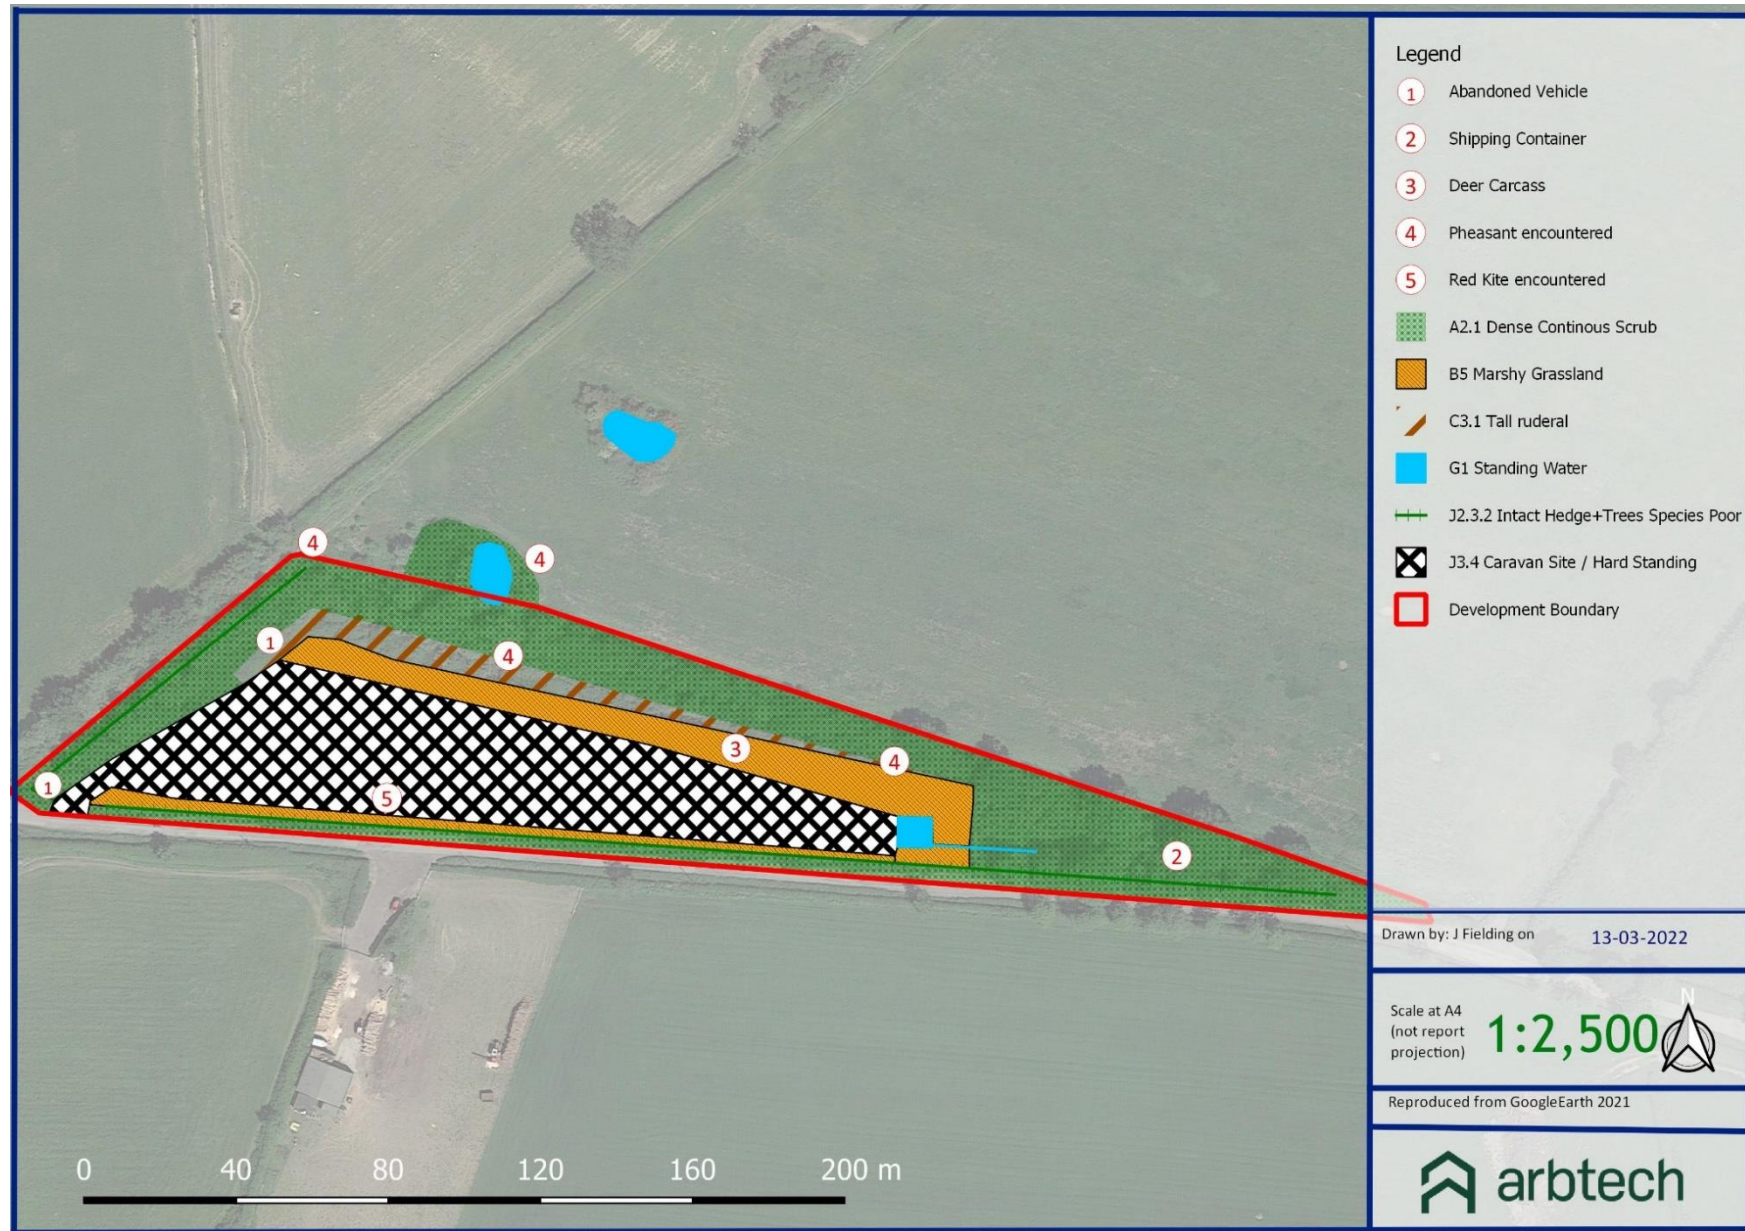 Legend
1 Abandoned Vehicle
2 Shipping Container
3 Deer Carcass
4 Pheasant encountered
5 Red Kite encountered
A2.1 Dense Continous Scrub
B5 Marshy Grassland
C3.1 Tall ruderal
G1 Standing Water
J2.3.2 Intact Hedge+Trees Species Poor
J3.4 Caravan Site / Hard Standing
Development Boundary
4
4
1
4
3
4
1
5
2
Drawn by: J Fielding on 13-03-2022
Scale at A4
(not report
projection)
1:2,500
N
Reproduced from GoogleEarth 2021
arbtech
0 40 80 120 160 200 m